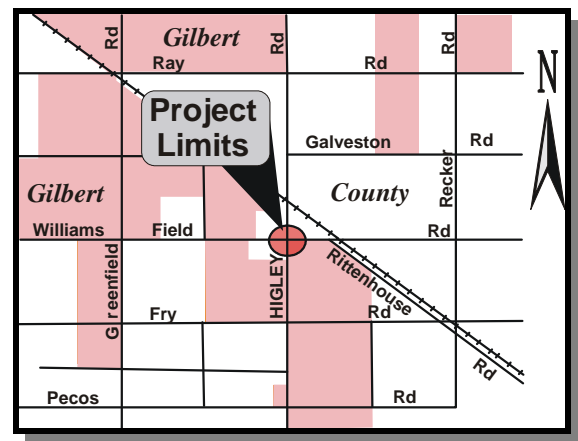 Gilbert
Rd
Rd
Rd
Ray Rd
N
Project
Limits
Galveston Rd
Gilbert
County
Recker
Williams Field Rd
Greenfield
HIGLEY
Rittenhouse Rd
Fry Rd
Pecos Rd